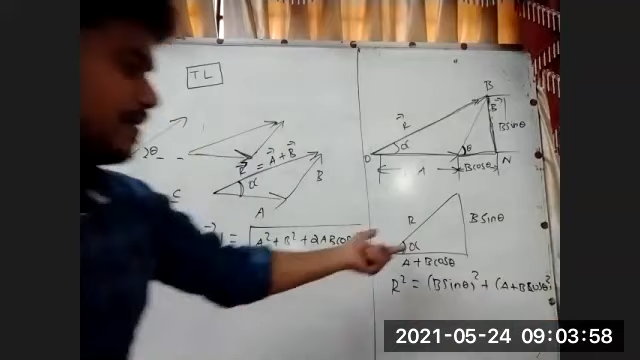 TL
2θ
R⃗ = A⃗ + B⃗
α
B
A
C
= A² + B² + 2ABcos
B
R⃗
B⃗
Bsinθ
α
θ
O
N
A
Bcosθ
R
Bsinθ
α
A + Bcosθ
R² = (Bsinθ)² + (A+Bcosθ)²
2021-05-24 09:03:58